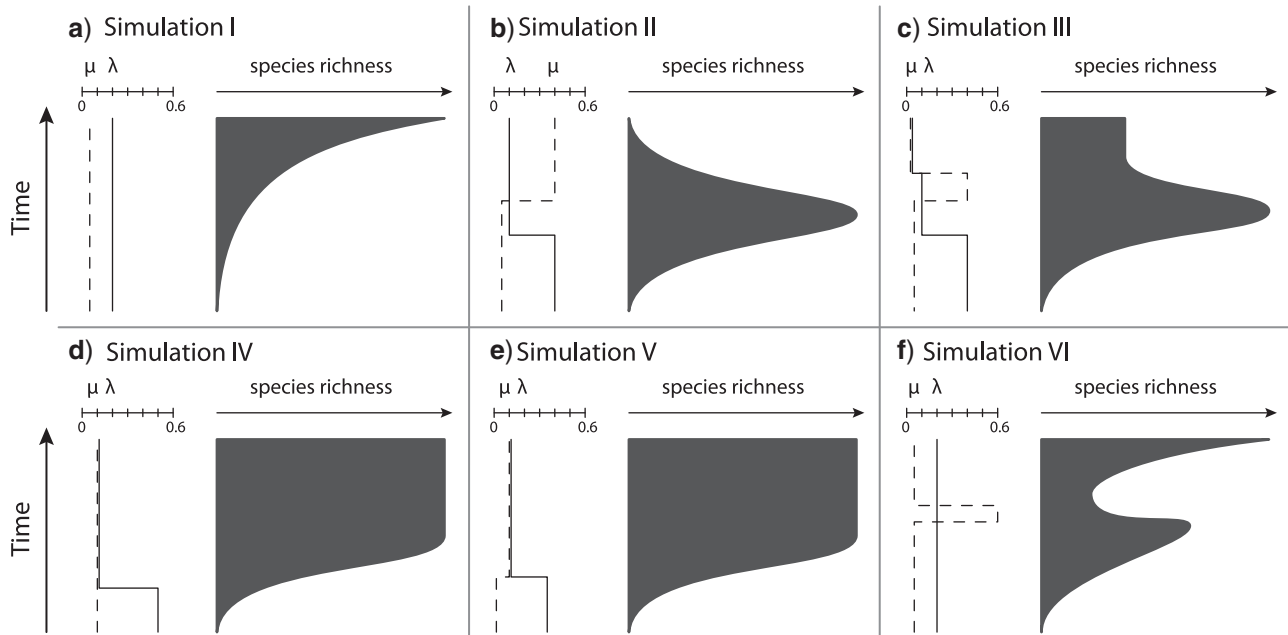 a) Simulation I
μ λ
species richness
0 0.6
Time
b) Simulation II
λ μ
species richness
0 0.6
c) Simulation III
μ λ
species richness
0 0.6
d) Simulation IV
μ λ
species richness
0 0.6
Time
e) Simulation V
μ λ
species richness
0 0.6
f) Simulation VI
μ λ
species richness
0 0.6